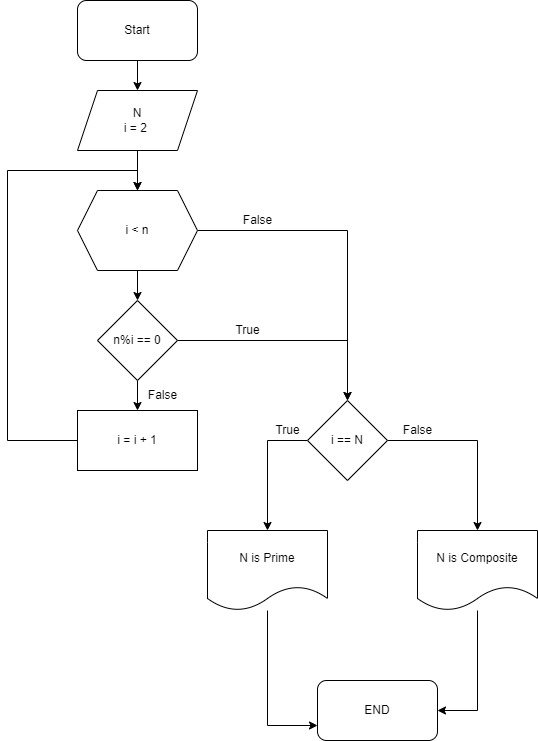 Start
N
i = 2
i < n
False
n%i == 0
True
False
i = i + 1
i == N
True
False
N is Prime
N is Composite
END